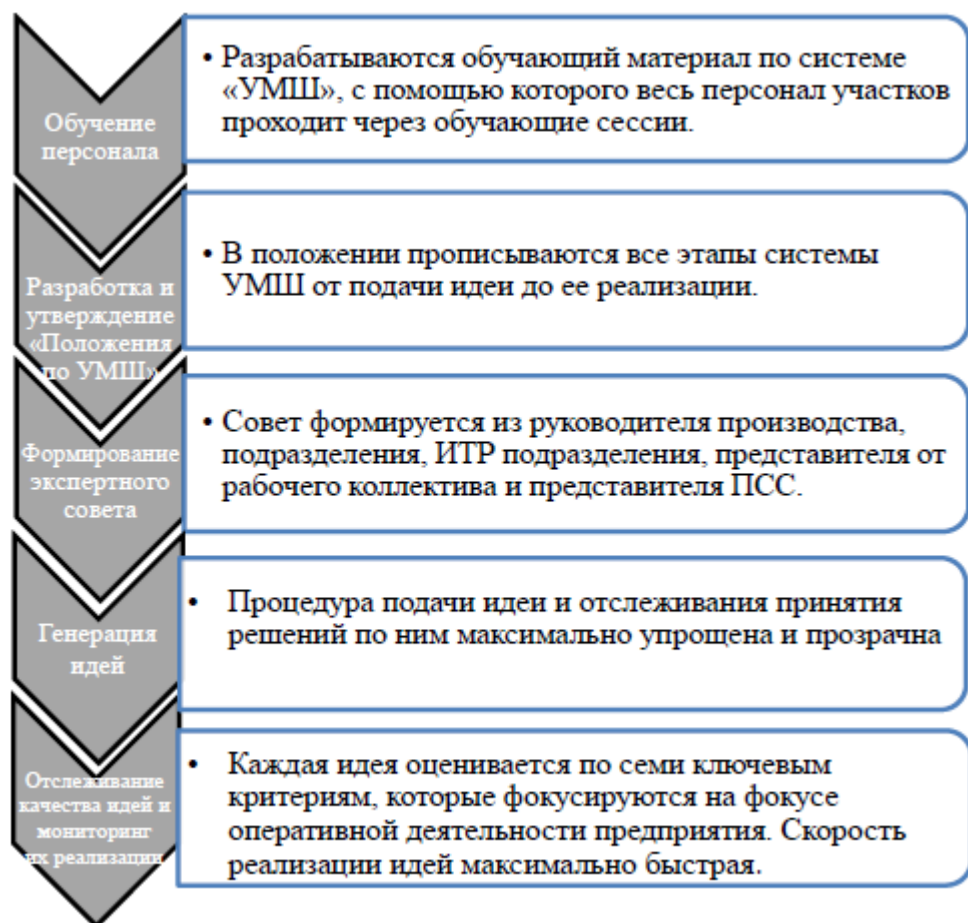 Обучение
персонала
• Разрабатываются обучающий материал по системе
«УМШ», с помощью которого весь персонал участков
проходит через обучающие сессии.
Разработка и
утверждение
«Положения
по УМШ»
• В положении прописываются все этапы системы
УМШ от подачи идеи до ее реализации.
Формирование
экспертного
совета
• Совет формируется из руководителя производства,
подразделения, ИТР подразделения, представителя от
рабочего коллектива и представителя ПСС.
Генерация
идей
• Процедура подачи идеи и отслеживания принятия
решений по ним максимально упрощена и прозрачна
Отслеживание
качества идей и
мониторинг
их реализации
• Каждая идея оценивается по семи ключевым
критериям, которые фокусируются на фокусе
оперативной деятельности предприятия. Скорость
реализации идей максимально быстрая.